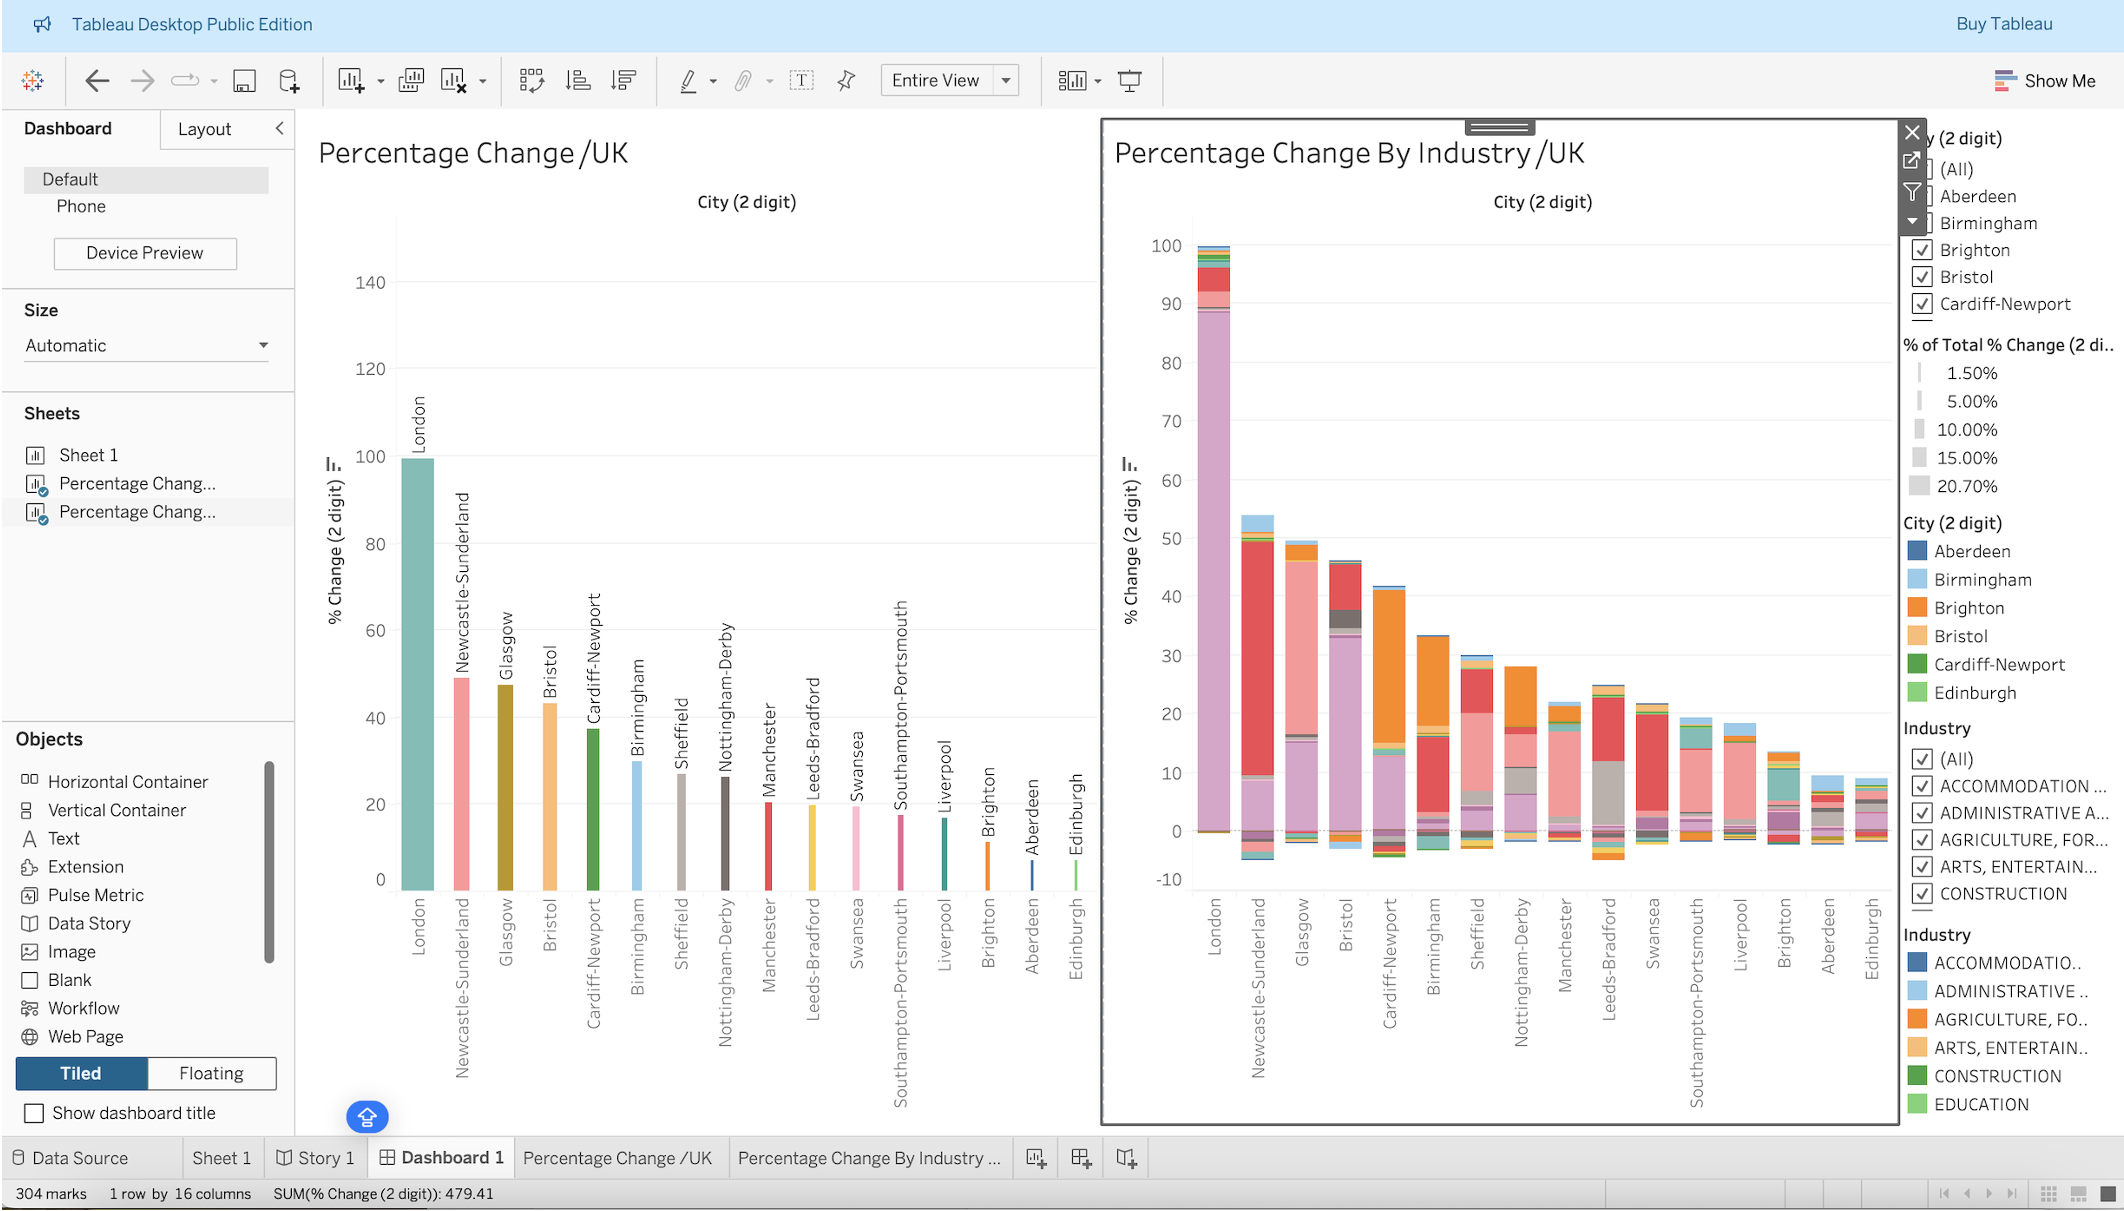 Tableau Desktop Public Edition
Buy Tableau
Entire View
Show Me
Dashboard
Layout
Default
Phone
Device Preview
Size
Automatic
Sheets
Sheet 1
Percentage Chang...
Percentage Chang...
Objects
Horizontal Container
Vertical Container
Text
Extension
Pulse Metric
Data Story
Image
Blank
Workflow
Web Page
Tiled
Floating
Show dashboard title
Percentage Change /UK
City (2 digit)
% Change (2 digit)
140
120
100
80
60
40
20
0
London
Newcastle-Sunderland
Glasgow
Bristol
Cardiff-Newport
Birmingham
Sheffield
Nottingham-Derby
Manchester
Leeds-Bradford
Swansea
Southampton-Portsmouth
Liverpool
Brighton
Aberdeen
Edinburgh
London
Newcastle-Sunderland
Glasgow
Bristol
Cardiff-Newport
Birmingham
Sheffield
Nottingham-Derby
Manchester
Leeds-Bradford
Swansea
Southampton-Portsmouth
Liverpool
Brighton
Aberdeen
Edinburgh
Percentage Change By Industry /UK
City (2 digit)
% Change (2 digit)
100
90
80
70
60
50
40
30
20
10
0
-10
London
Newcastle-Sunderland
Glasgow
Bristol
Cardiff-Newport
Birmingham
Sheffield
Nottingham-Derby
Manchester
Leeds-Bradford
Swansea
Southampton-Portsmouth
Liverpool
Brighton
Aberdeen
Edinburgh
y (2 digit)
(All)
Aberdeen
Birmingham
Brighton
Bristol
Cardiff-Newport
% of Total % Change (2 di..
1.50%
5.00%
10.00%
15.00%
20.70%
City (2 digit)
Aberdeen
Birmingham
Brighton
Bristol
Cardiff-Newport
Edinburgh
Industry
(All)
ACCOMMODATION ...
ADMINISTRATIVE A...
AGRICULTURE, FOR...
ARTS, ENTERTAIN...
CONSTRUCTION
Industry
ACCOMMODATIO..
ADMINISTRATIVE ..
AGRICULTURE, FO..
ARTS, ENTERTAIN..
CONSTRUCTION
EDUCATION
Data Source
Sheet 1
Story 1
Dashboard 1
Percentage Change /UK
Percentage Change By Industry ...
304 marks
1 row by 16 columns
SUM(% Change (2 digit)): 479.41